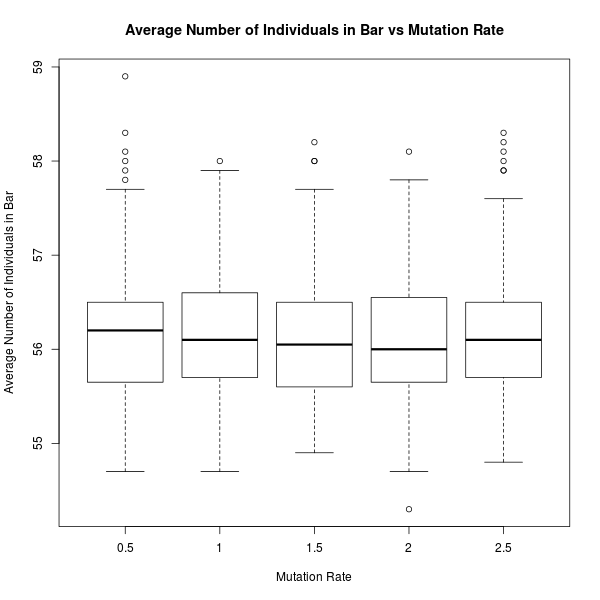 Average Number of Individuals in Bar vs Mutation Rate
Average Number of Individuals in Bar
59
58
57
56
55
0.5 1 1.5 2 2.5
Mutation Rate